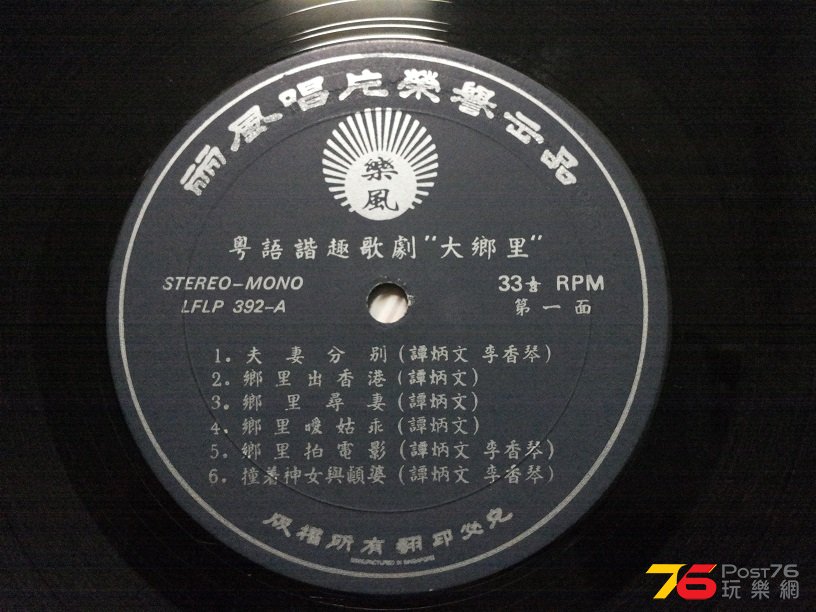 丽風唱片榮譽出品
樂風
粵語諧趣歌劇"大鄉里"
STEREO-MONO
LFLP 392-A
33⅓ RPM
第一面
1. 夫妻分別(譚炳文 李香琴)
2. 鄉里出香港(譚炳文)
3. 鄉里尋妻(譚炳文)
4. 鄉里噯姑乖(譚炳文)
5. 鄉里拍電影(譚炳文 李香琴)
6. 撞着神女與顛婆(譚炳文 李香琴)
版權所有翻印必究
MANUFACTURED IN SINGAPORE
76 POST76
玩樂網